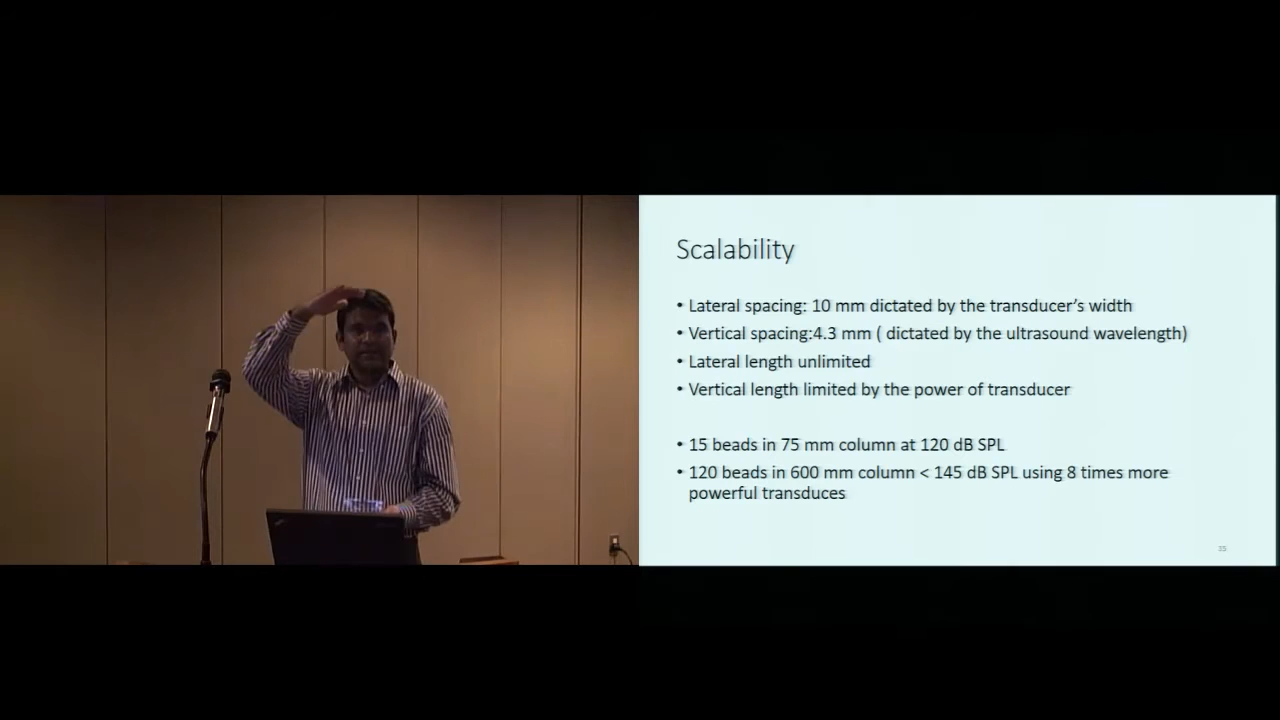 Scalability
• Lateral spacing: 10 mm dictated by the transducer's width
• Vertical spacing:4.3 mm ( dictated by the ultrasound wavelength)
• Lateral length unlimited
• Vertical length limited by the power of transducer
• 15 beads in 75 mm column at 120 dB SPL
• 120 beads in 600 mm column < 145 dB SPL using 8 times more
powerful transduces
35